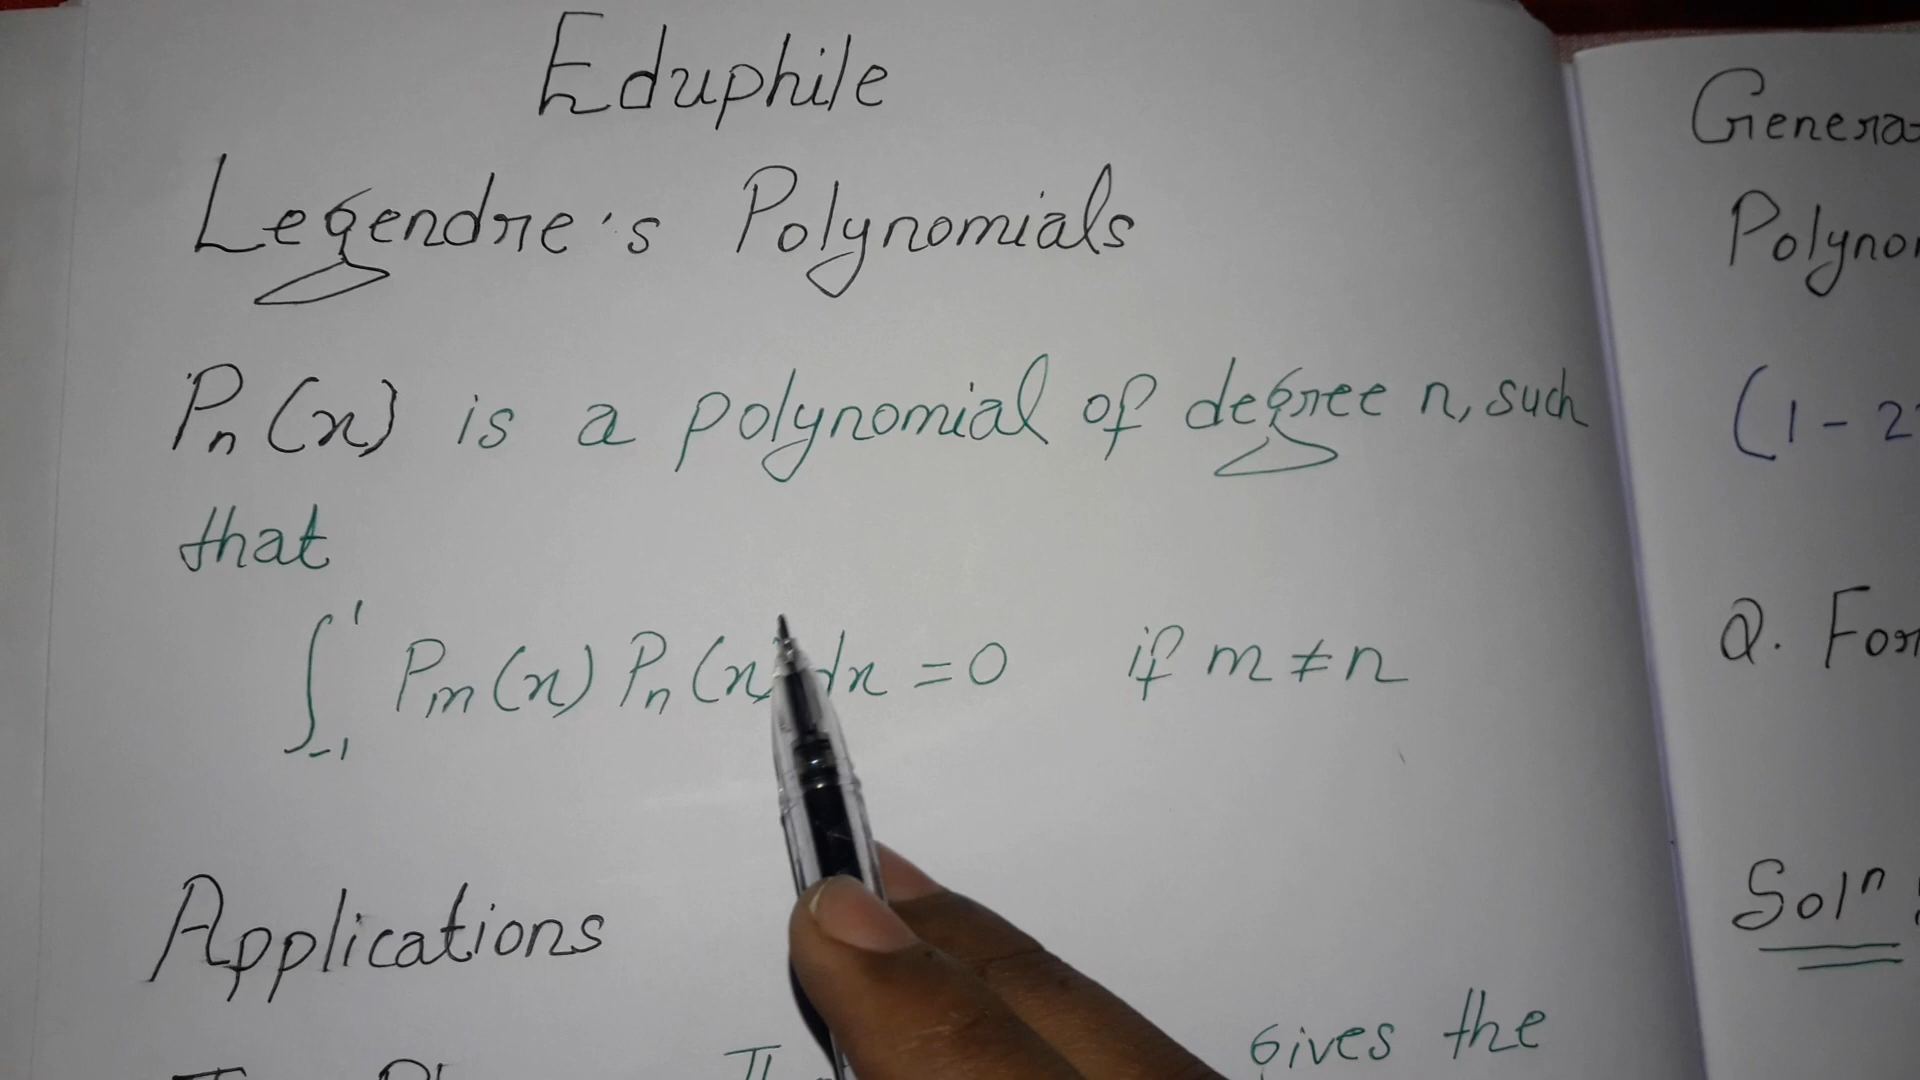 Eduphile
Legendre's Polynomials
Pn(x) is a polynomial of degree n, such
that
∫₋₁¹ Pm(x) Pn(x) dx = 0 if m ≠ n
Applications
gives the
Genera
Polyno
(1 - 2
Q. For
Solⁿ